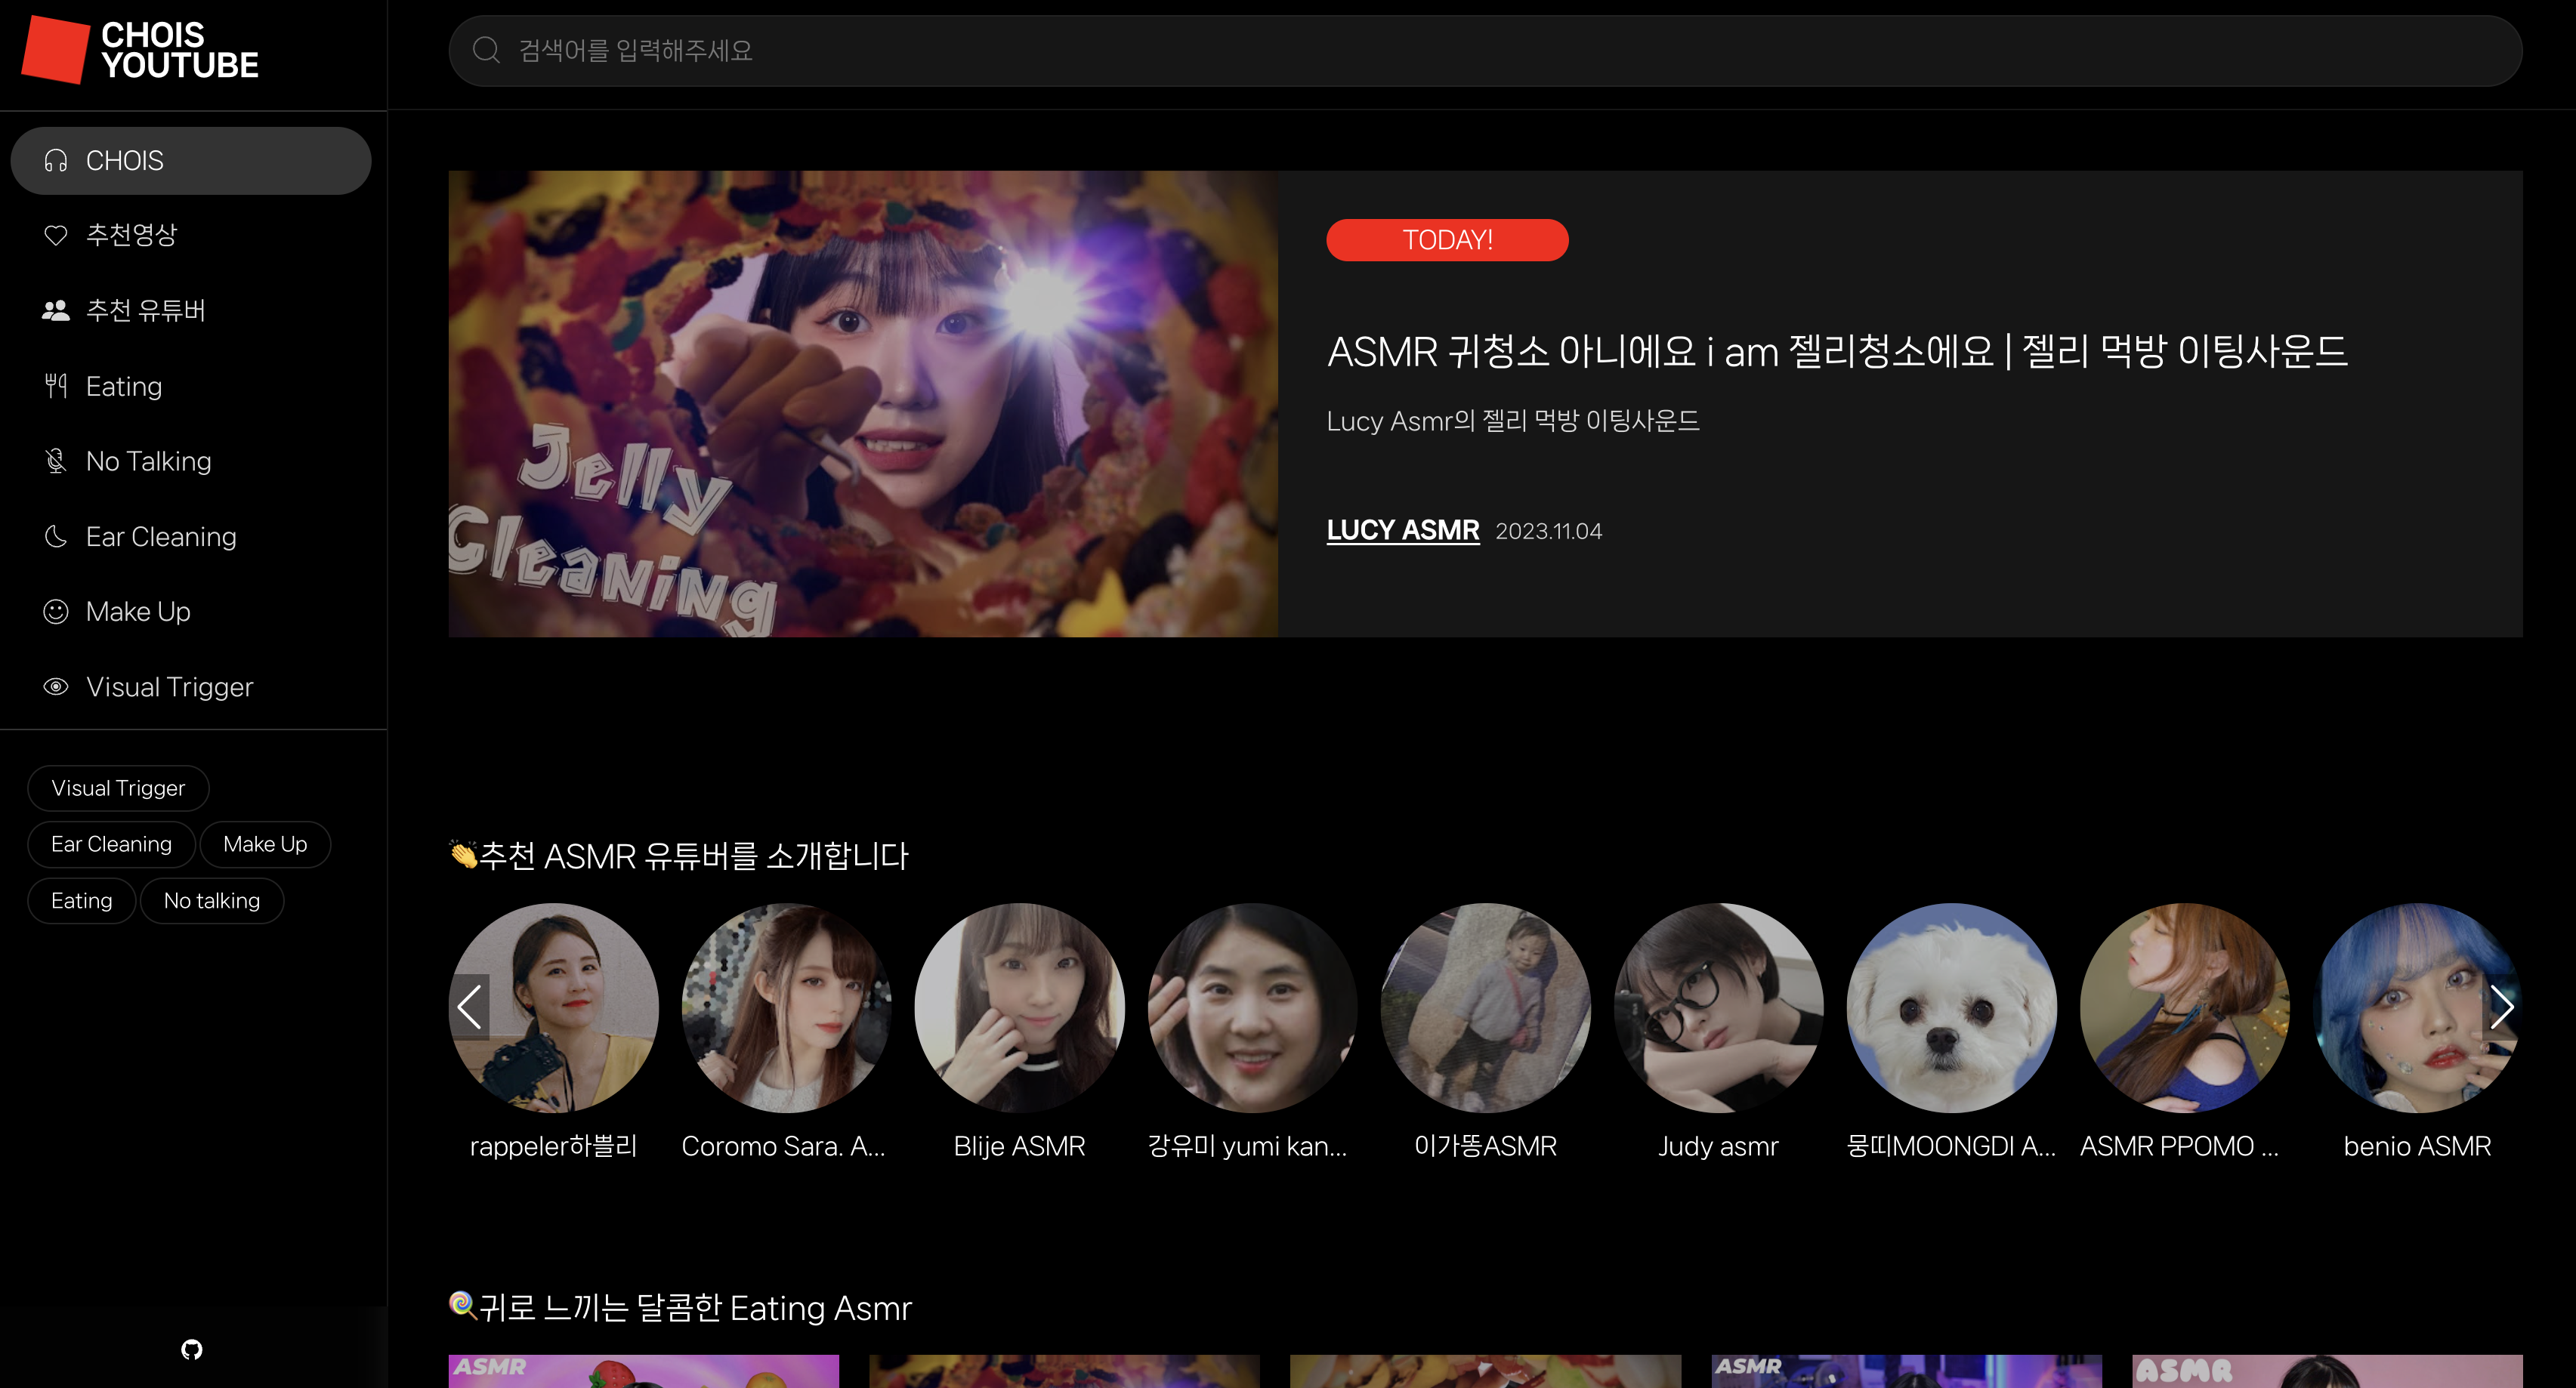 CHOIS
YOUTUBE
검색어를 입력해주세요
CHOIS
추천영상
추천 유튜버
Eating
No Talking
Ear Cleaning
Make Up
Visual Trigger
Visual Trigger
Ear Cleaning
Make Up
Eating
No talking
Jelly
Cleaning
TODAY!
ASMR 귀청소 아니에요 i am 젤리청소에요 | 젤리 먹방 이팅사운드
Lucy Asmr의 젤리 먹방 이팅사운드
LUCY ASMR 2023.11.04
👏추천 ASMR 유튜버를 소개합니다
rappeler하쁠리
Coromo Sara. A...
Blije ASMR
강유미 yumi kan...
이가똥ASMR
Judy asmr
뭉띠MOONGDI A...
ASMR PPOMO ...
benio ASMR
🍭귀로 느끼는 달콤한 Eating Asmr
ASMR
ASMR
ASMR